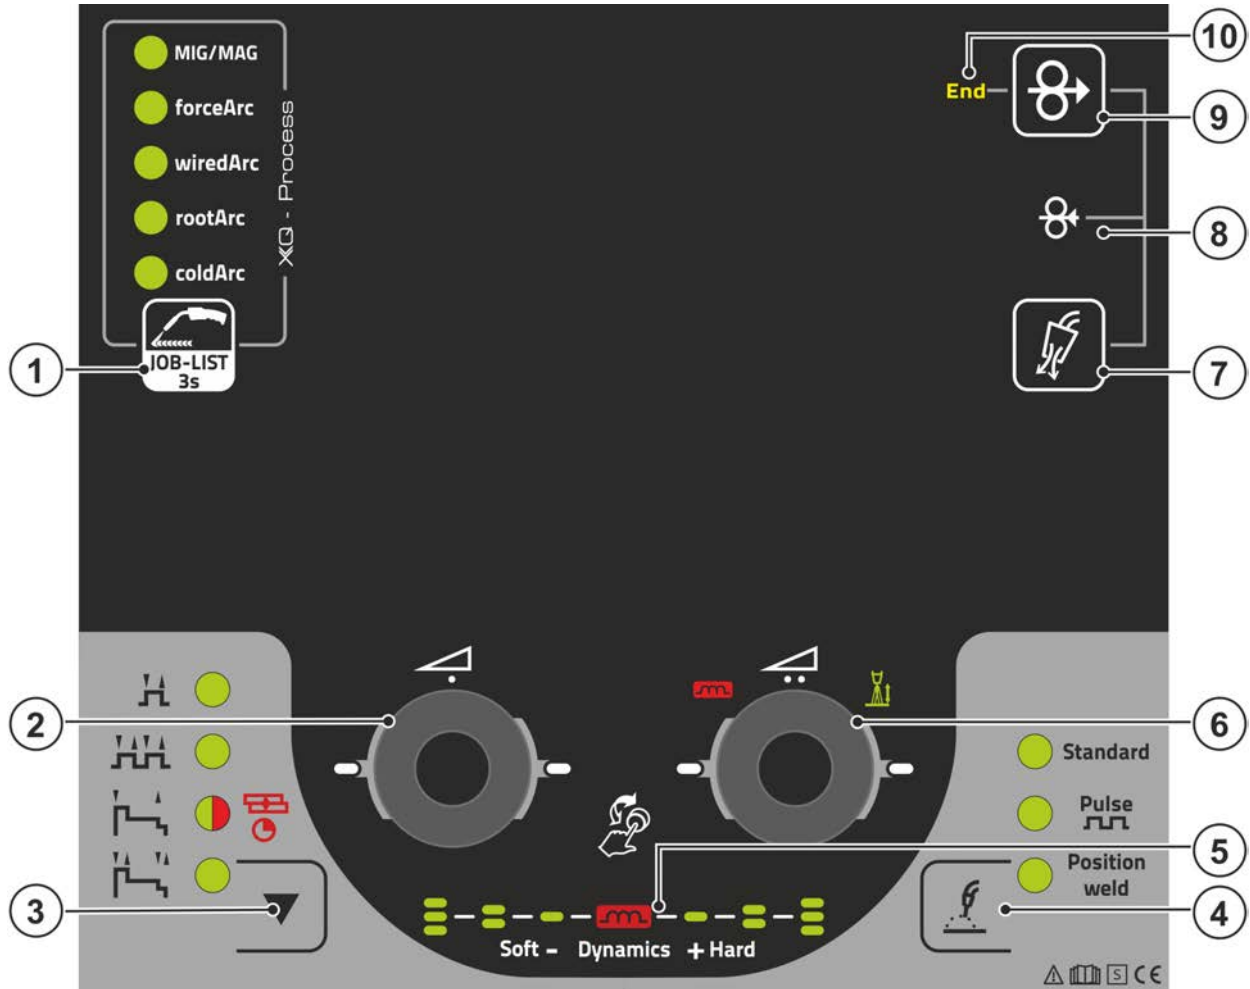 MIG/MAG
forceArc
wiredArc
rootArc
coldArc
XQ - Process
JOB-LIST
3s
1
End
10
9
8
7
2
3
6
Standard
Pulse
Position
weld
5
4
Soft - Dynamics + Hard
S CE